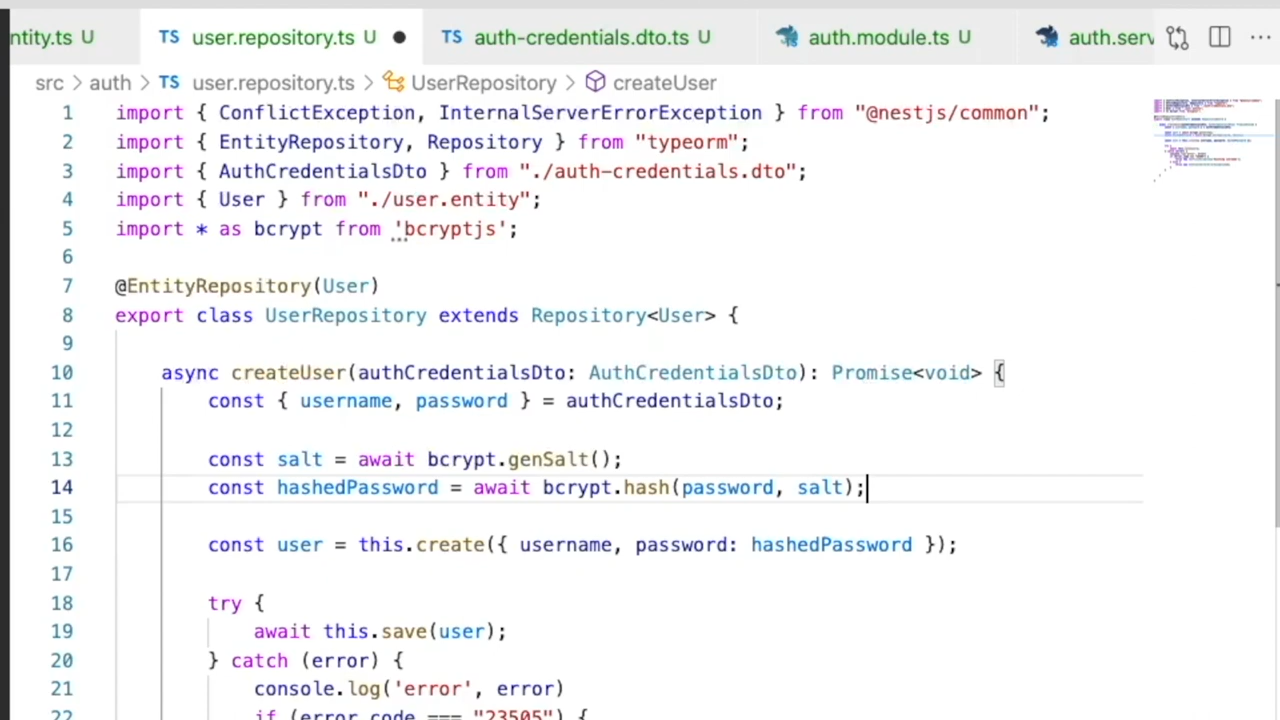 ntity.ts U TS user.repository.ts U TS auth-credentials.dto.ts U auth.module.ts U auth.serv
src > auth > TS user.repository.ts > UserRepository > createUser
1 import { ConflictException, InternalServerErrorException } from "@nestjs/common";
2 import { EntityRepository, Repository } from "typeorm";
3 import { AuthCredentialsDto } from "./auth-credentials.dto";
4 import { User } from "./user.entity";
5 import * as bcrypt from 'bcryptjs';
6
7 @EntityRepository(User)
8 export class UserRepository extends Repository<User> {
9
10 async createUser(authCredentialsDto: AuthCredentialsDto): Promise<void> {
11 const { username, password } = authCredentialsDto;
12
13 const salt = await bcrypt.genSalt();
14 const hashedPassword = await bcrypt.hash(password, salt);
15
16 const user = this.create({ username, password: hashedPassword });
17
18 try {
19 await this.save(user);
20 } catch (error) {
21 console.log('error', error)
22 if (error.code === "23505") {